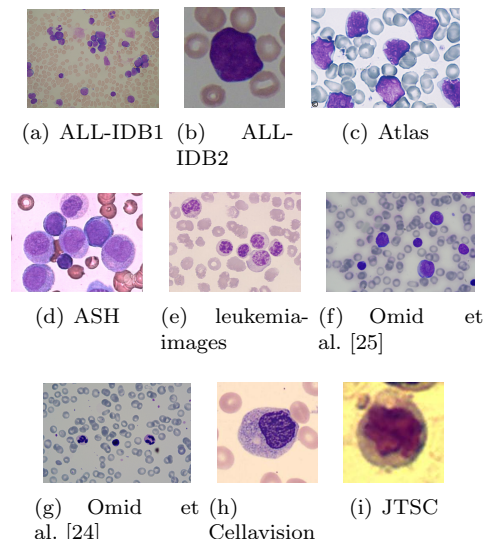 (a) ALL-IDB1
(b) ALL-
IDB2
(c) Atlas
(d) ASH
(e) leukemia-
images
(f) Omid et
al. [25]
(g) Omid et
al. [24]
(h)
Cellavision
(i) JTSC